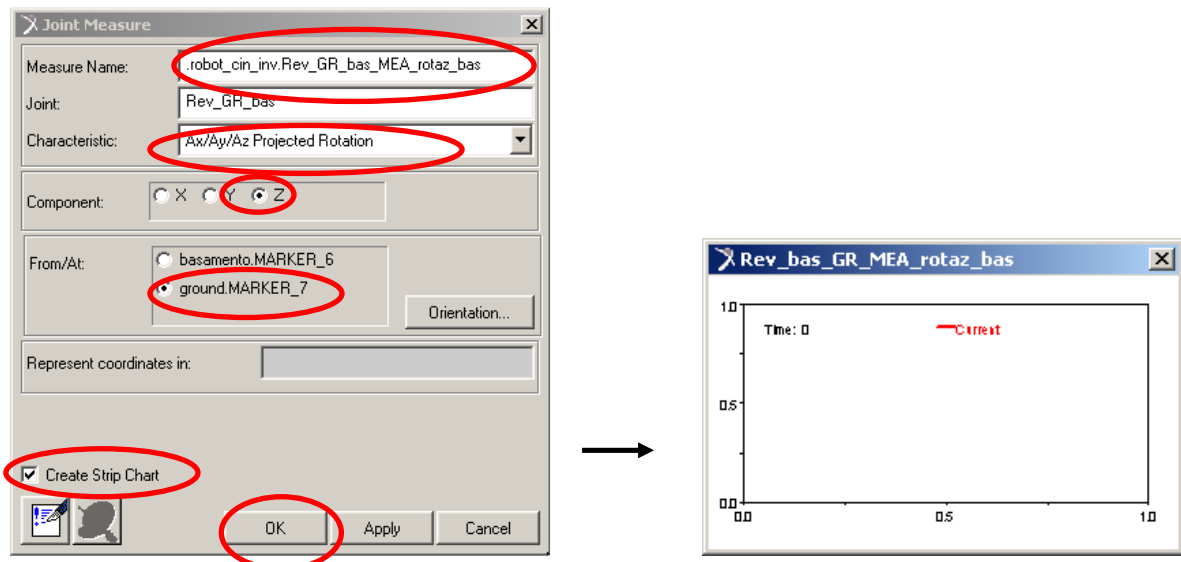 Joint Measure
Measure Name: .robot_cin_inv.Rev_GR_bas_MEA_rotaz_bas
Joint: Rev_GR_bas
Characteristic: Ax/Ay/Az Projected Rotation
Component: X Y Z
From/At: basamento.MARKER_6
ground.MARKER_7
Orientation...
Represent coordinates in:
Create Strip Chart
OK Apply Cancel
Rev_bas_GR_MEA_rotaz_bas
1.0
Time: 0 Current
0.5
0.0
0.0 0.5 1.0